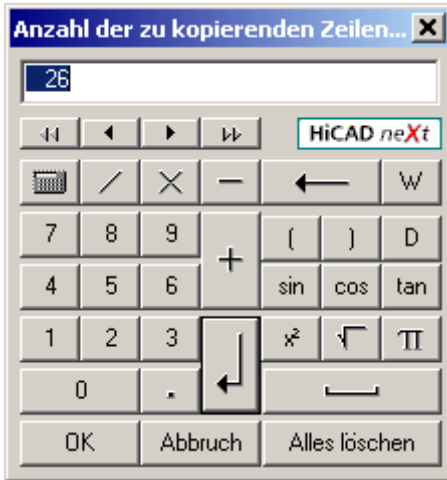 Anzahl der zu kopierenden Zeilen...
26
HiCAD neXt
W
7 8 9 + ( ) D
4 5 6 sin cos tan
1 2 3 x² √ π
0 .
OK Abbruch Alles löschen